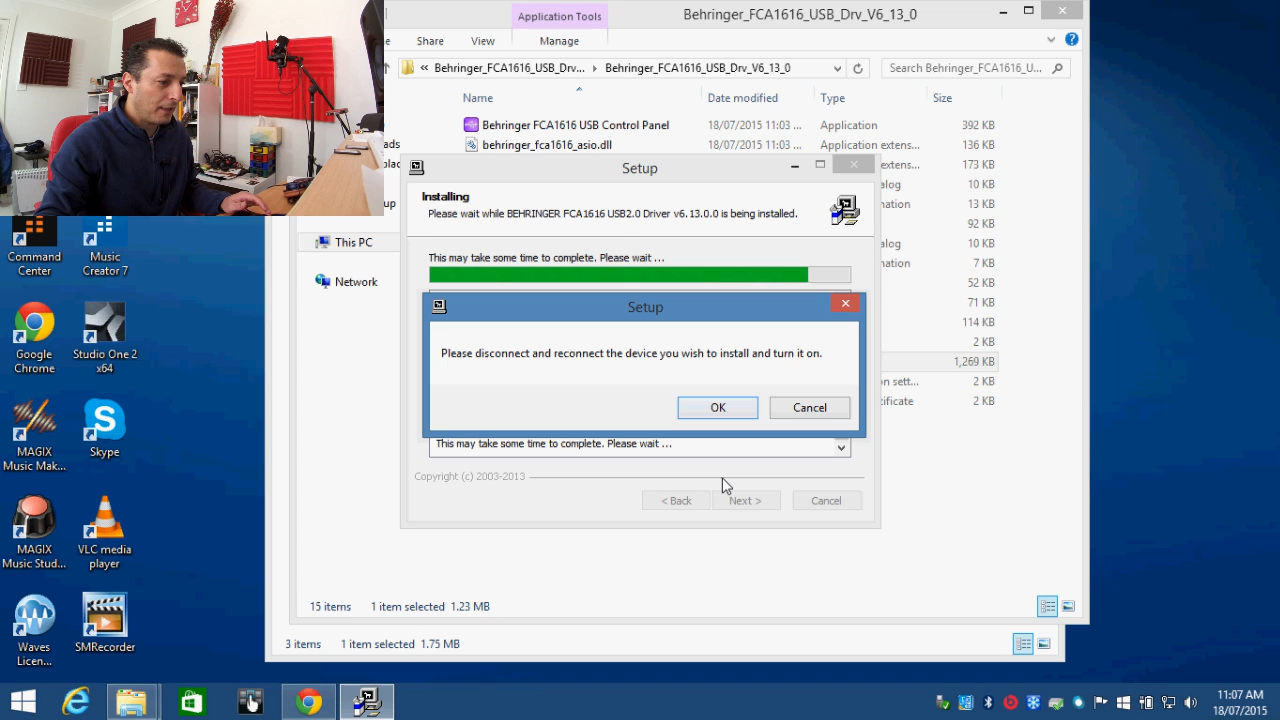 Application Tools
Behringer_FCA1616_USB_Drv_V6_13_0
Share
View
Manage
«
Behringer_FCA1616_USB_Drv...
Behringer_FCA1616_USB_Drv_V6_13_0
Search Behringer_FCA1616_U...
Name
Date modified
Type
Size
Behringer FCA1616 USB Control Panel
18/07/2015 11:03 ...
Application
392 KB
behringer_fca1616_asio.dll
18/07/2015 11:03 ...
Application extens...
136 KB
173 KB
10 KB
13 KB
92 KB
10 KB
7 KB
52 KB
71 KB
114 KB
2 KB
1,269 KB
2 KB
2 KB
This PC
Network
Setup
Installing
Please wait while BEHRINGER FCA1616 USB2.0 Driver v6.13.0.0 is being installed.
This may take some time to complete. Please wait ...
Setup
Please disconnect and reconnect the device you wish to install and turn it on.
OK
Cancel
This may take some time to complete. Please wait ...
Copyright (c) 2003-2013
< Back
Next >
Cancel
15 items
1 item selected 1.23 MB
3 items
1 item selected 1.75 MB
Command
Center
Music
Creator 7
Google
Chrome
Studio One 2
x64
MAGIX
Music Mak...
Skype
MAGIX
Music Stud...
VLC media
player
Waves
Licen...
SMRecorder
11:07 AM
18/07/2015